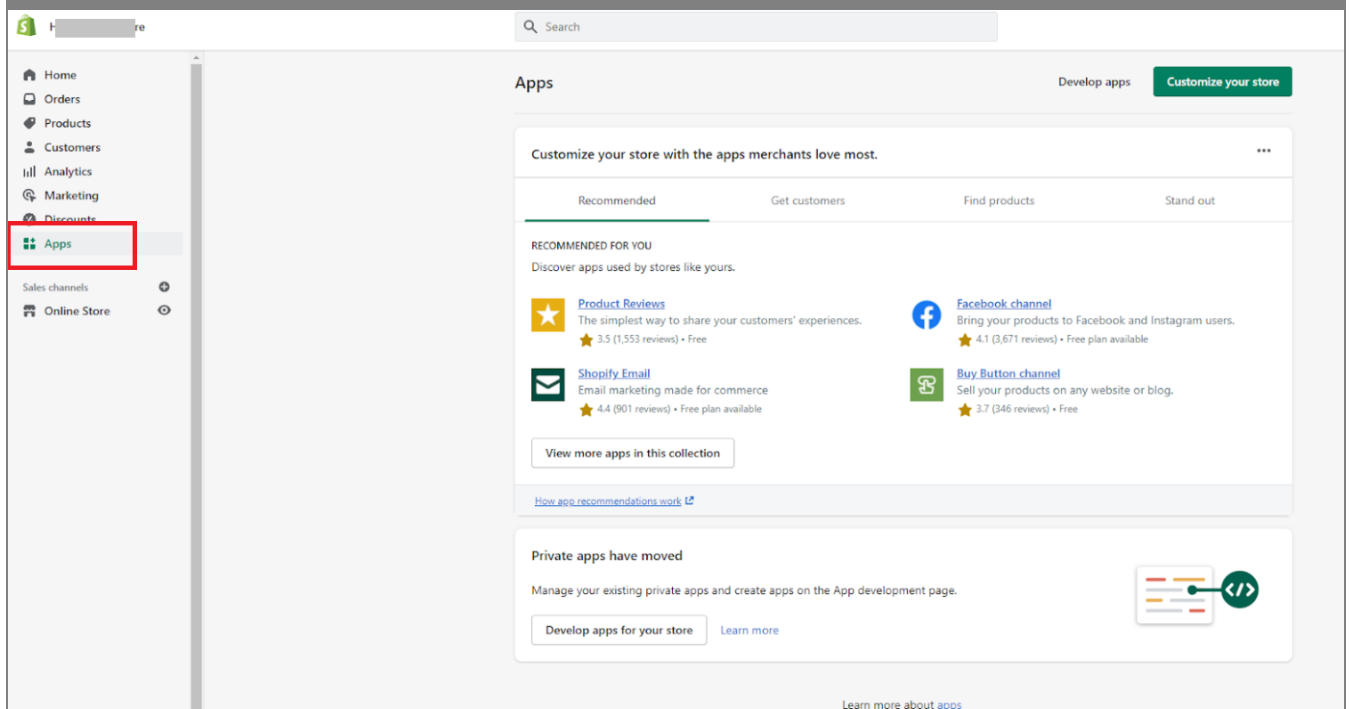 H re
Search
Home
Orders
Products
Customers
Analytics
Marketing
Discounts
Apps
Sales channels
Online Store
Apps
Develop apps
Customize your store
Customize your store with the apps merchants love most.
Recommended
Get customers
Find products
Stand out
RECOMMENDED FOR YOU
Discover apps used by stores like yours.
Product Reviews
The simplest way to share your customers' experiences.
3.5 (1,553 reviews) • Free
Facebook channel
Bring your products to Facebook and Instagram users.
4.1 (3,671 reviews) • Free plan available
Shopify Email
Email marketing made for commerce
4.4 (901 reviews) • Free plan available
Buy Button channel
Sell your products on any website or blog.
3.7 (346 reviews) • Free
View more apps in this collection
How app recommendations work
Private apps have moved
Manage your existing private apps and create apps on the App development page.
Develop apps for your store
Learn more
Learn more about apps